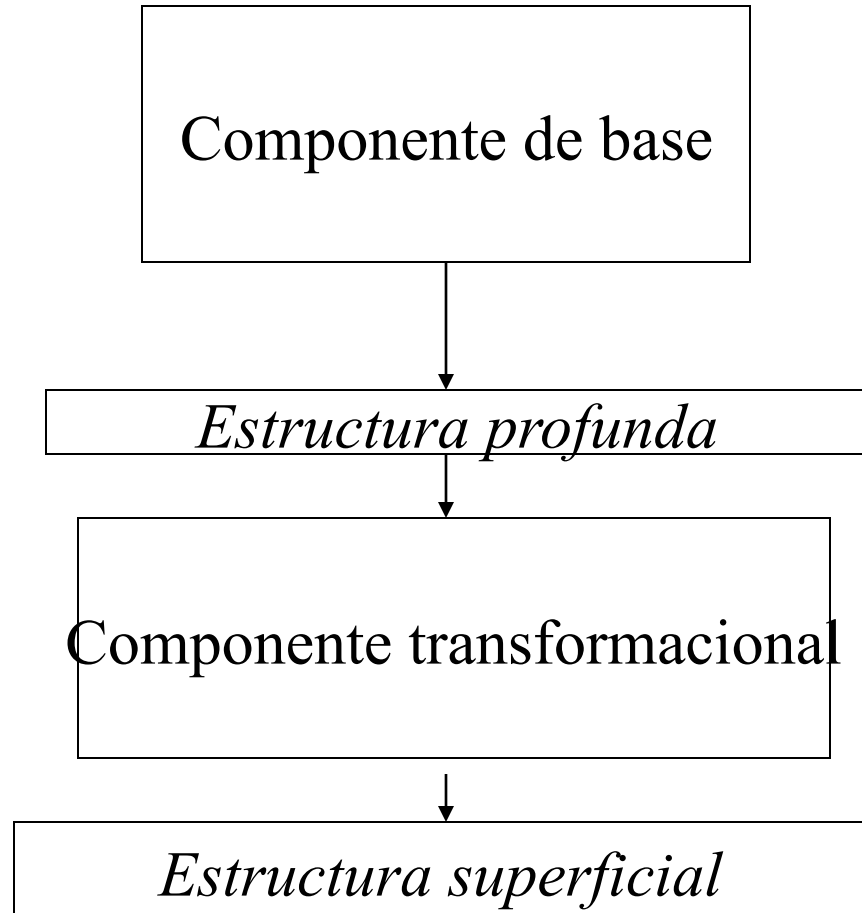 Componente de base
Estructura profunda
Componente transformacional
Estructura superficial